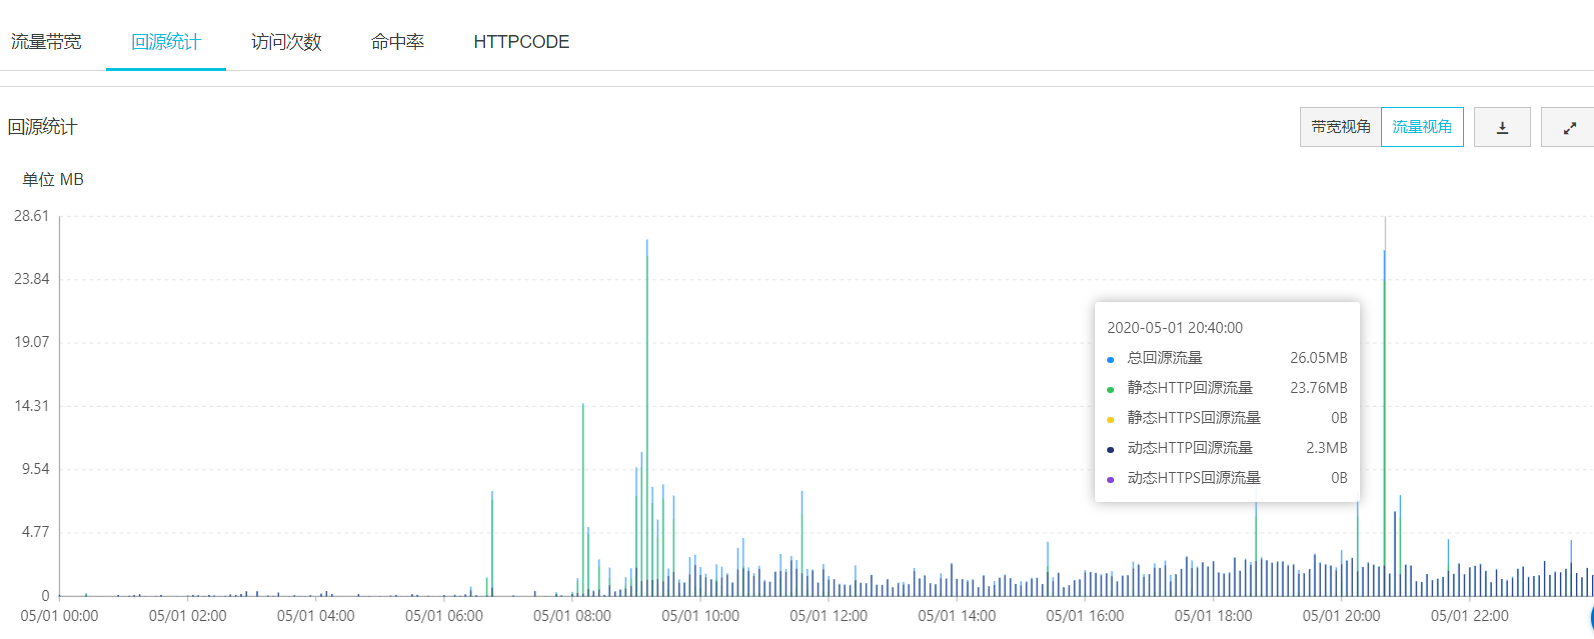 流量带宽 回源统计 访问次数 命中率 HTTPCODE
回源统计
带宽视角 流量视角
单位 MB
28.61
23.84
19.07
14.31
9.54
4.77
0
2020-05-01 20:40:00
总回源流量 26.05MB
静态HTTP回源流量 23.76MB
静态HTTPS回源流量 0B
动态HTTP回源流量 2.3MB
动态HTTPS回源流量 0B
05/01 00:00 05/01 02:00 05/01 04:00 05/01 06:00 05/01 08:00 05/01 10:00 05/01 12:00 05/01 14:00 05/01 16:00 05/01 18:00 05/01 20:00 05/01 22:00